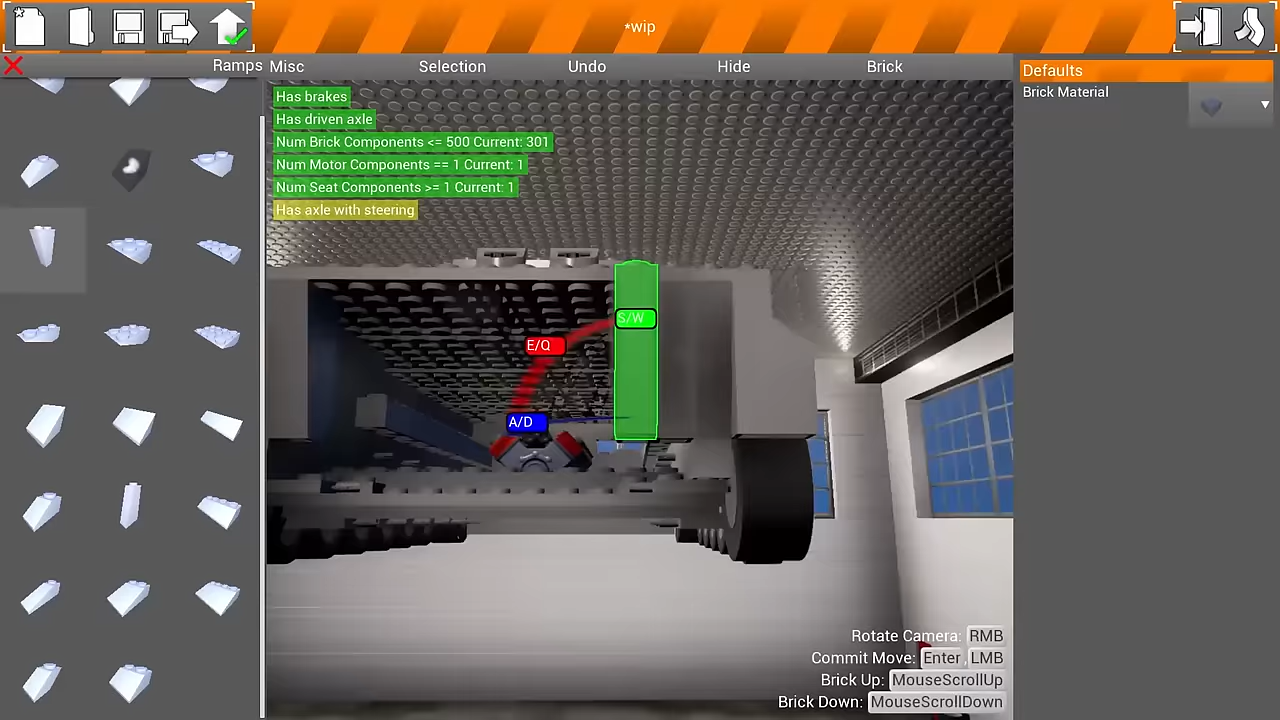 *wip
Ramps
Misc
Selection
Undo
Hide
Brick
Defaults
Brick Material
Has brakes
Has driven axle
Num Brick Components <= 500 Current: 301
Num Motor Components == 1 Current: 1
Num Seat Components >= 1 Current: 1
Has axle with steering
S/W
E/Q
A/D
Rotate Camera: RMB
Commit Move: Enter LMB
Brick Up: MouseScrollUp
Brick Down: MouseScrollDown